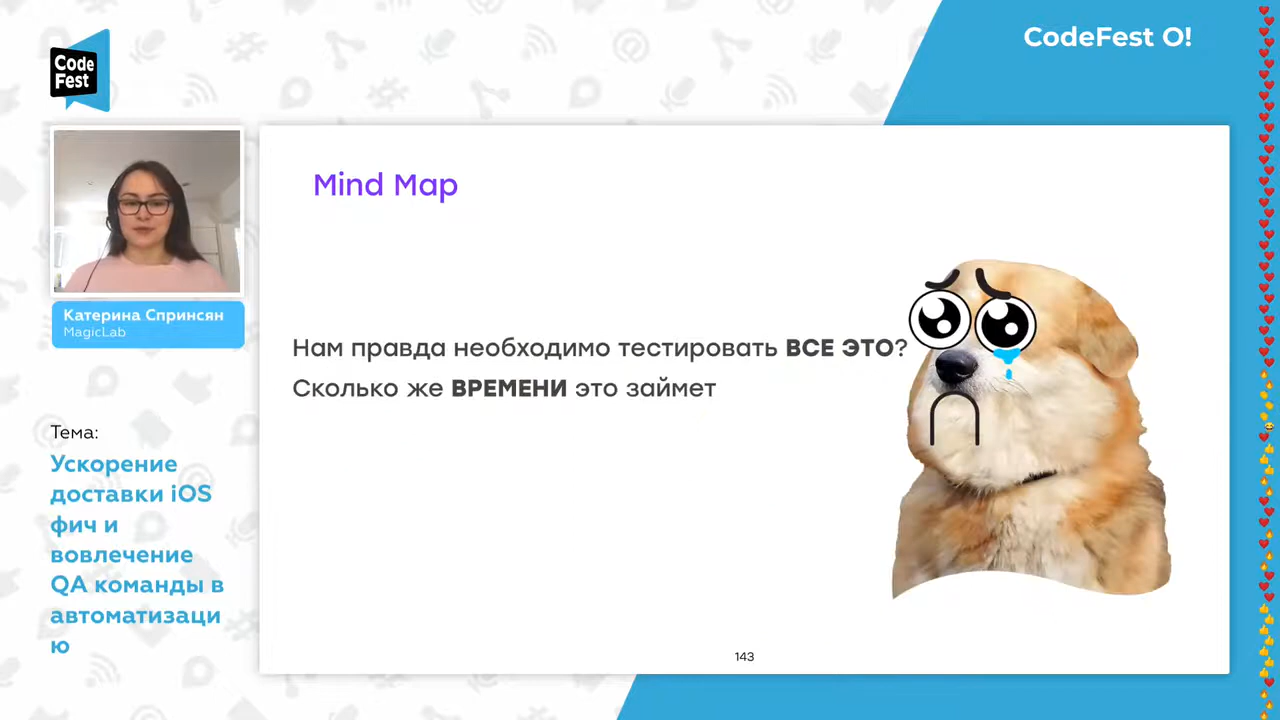 Code
Fest
CodeFest O!
Mind Map
Катерина Спринсян
MagicLab
Нам правда необходимо тестировать ВСЕ ЭТО?
Сколько же ВРЕМЕНИ это займет
Тема:
Ускорение
доставки iOS
фич и
вовлечение
QA команды в
автоматизаци
ю
143